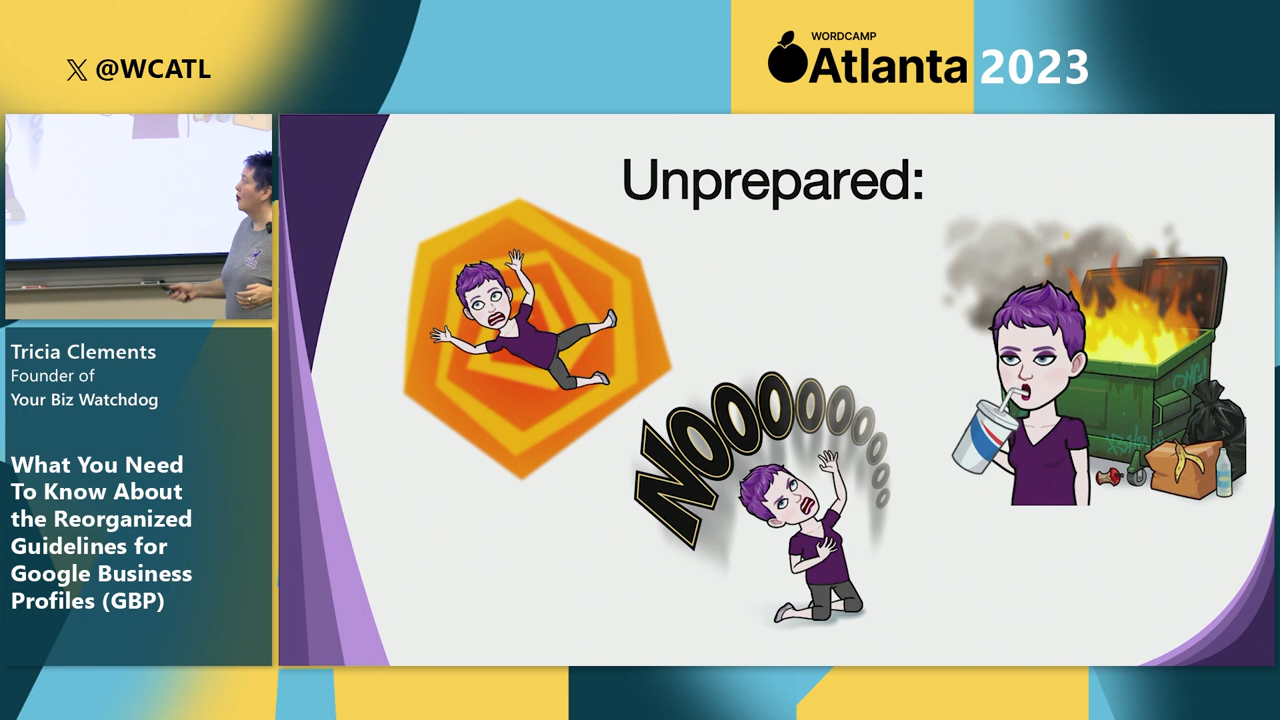 𝕏 @WCATL
WORDCAMP
Atlanta 2023
Unprepared:
NOOOOOOOO
Tricia Clements
Founder of
Your Biz Watchdog
What You Need
To Know About
the Reorganized
Guidelines for
Google Business
Profiles (GBP)